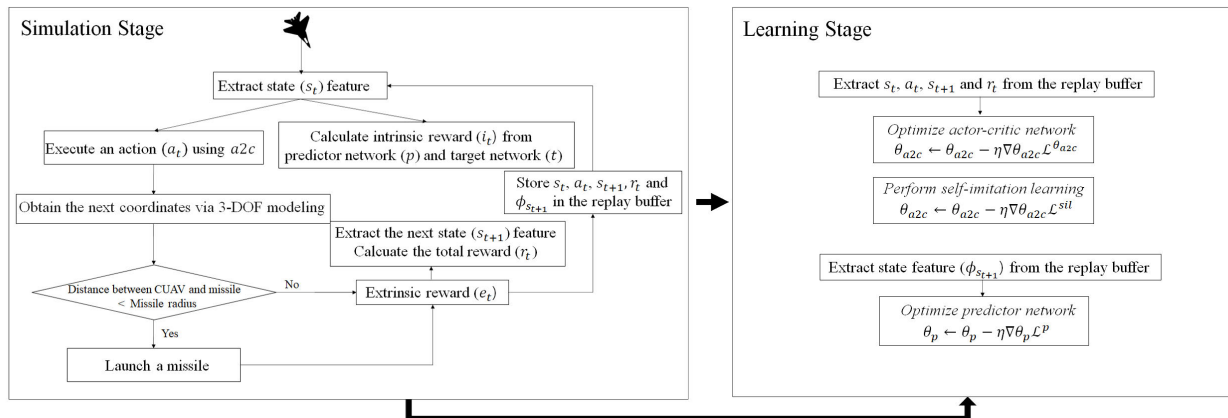 Simulation Stage
Extract state (s_t) feature
Execute an action (a_t) using a2c
Calculate intrinsic reward (i_t) from
predictor network (p) and target network (t)
Obtain the next coordinates via 3-DOF modeling
Store s_t, a_t, s_{t+1}, r_t and
ϕ_{s_{t+1}} in the replay buffer
Extract the next state (s_{t+1}) feature
Calcuate the total reward (r_t)
Distance between CUAV and missile
< Missile radius
No
Extrinsic reward (e_t)
Yes
Launch a missile
Learning Stage
Extract s_t, a_t, s_{t+1} and r_t from the replay buffer
Optimize actor-critic network
θ_{a2c} ← θ_{a2c} − η∇θ_{a2c}ℒ^{θ_{a2c}}
Perform self-imitation learning
θ_{a2c} ← θ_{a2c} − η∇θ_{a2c}ℒ^{sil}
Extract state feature (ϕ_{s_{t+1}}) from the replay buffer
Optimize predictor network
θ_p ← θ_p − η∇θ_pℒ^p